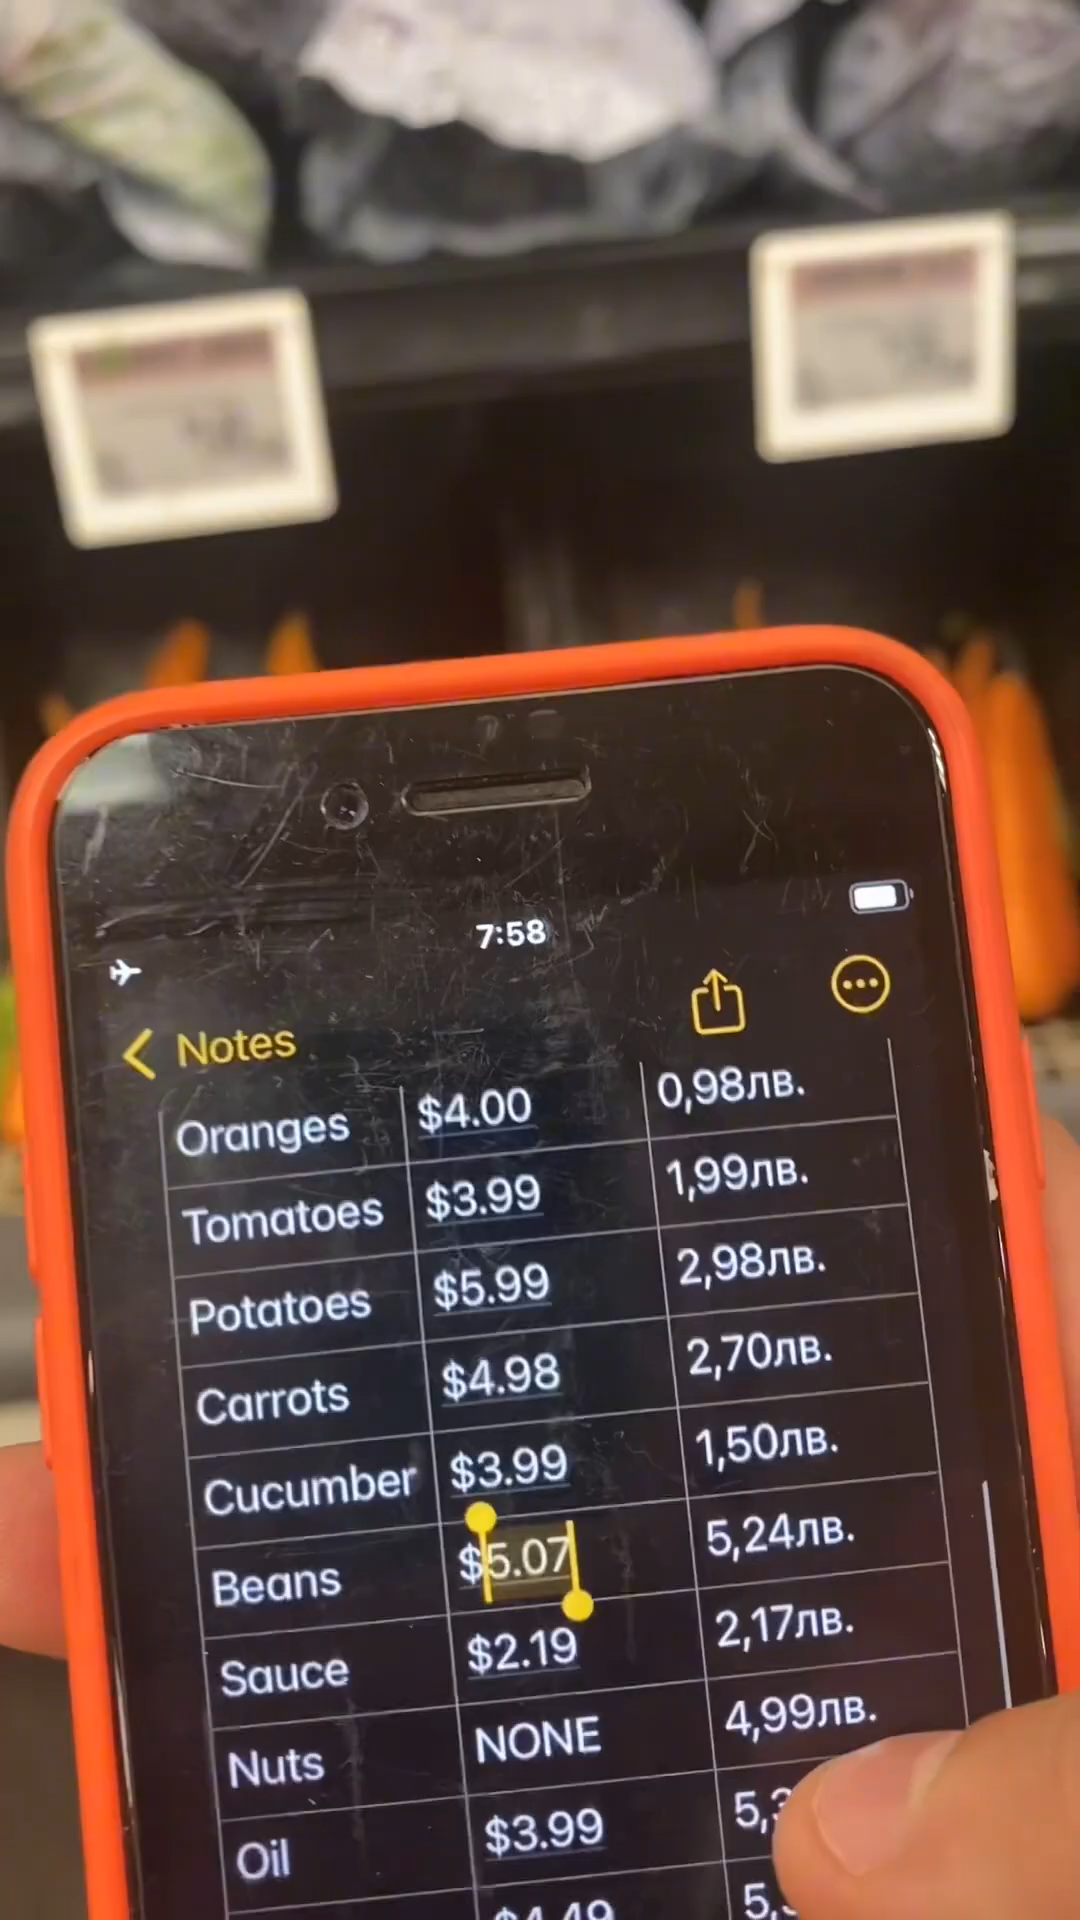 7:58
Notes
Oranges $4.00 0,98лв.
Tomatoes $3.99 1,99лв.
Potatoes $5.99 2,98лв.
Carrots $4.98 2,70лв.
Cucumber $3.99 1,50лв.
Beans $5.07 5,24лв.
Sauce $2.19 2,17лв.
Nuts NONE 4,99лв.
Oil $3.99
$4.49